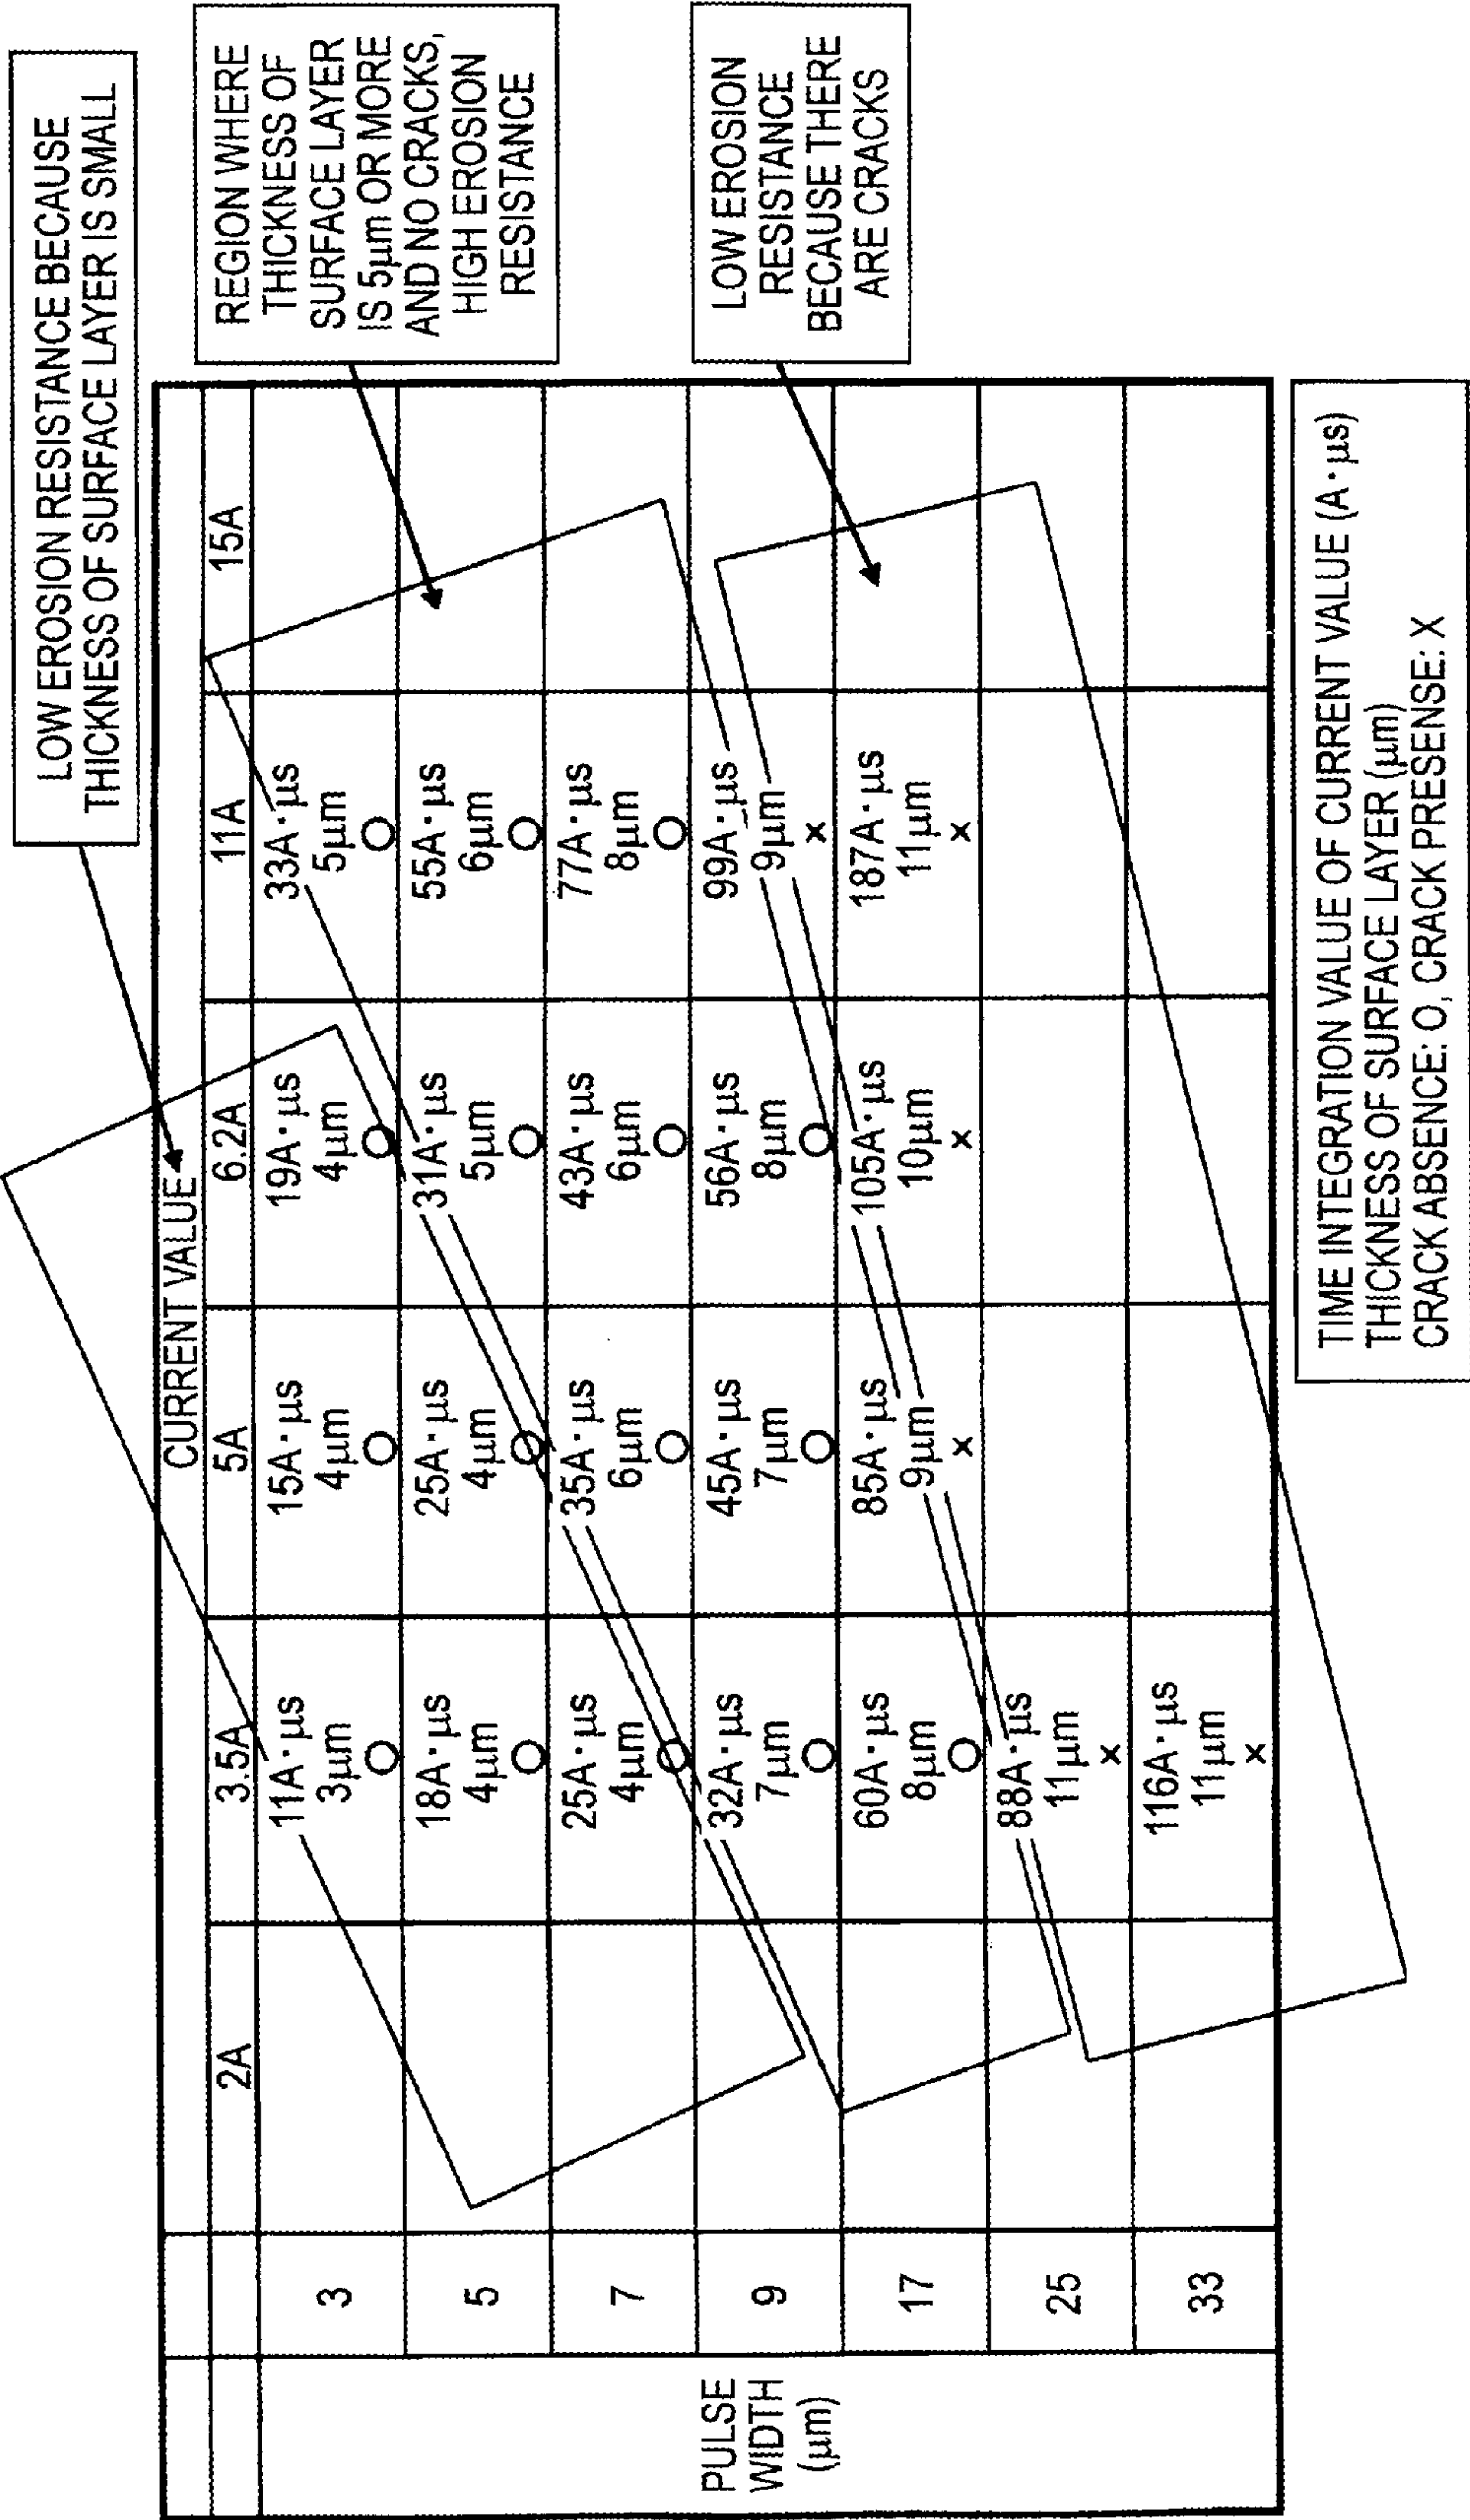 LOW EROSION RESISTANCE BECAUSE
THICKNESS OF SURFACE LAYER IS SMALL
REGION WHERE
THICKNESS OF
SURFACE LAYER
IS 5μm OR MORE
AND NO CRACKS,
HIGH EROSION
RESISTANCE
LOW EROSION
RESISTANCE
BECAUSE THERE
ARE CRACKS
CURRENT VALUE
2A 3.5A 5A 6.2A 11A 15A
PULSE
WIDTH
(μm)
3
11A·μs 15A·μs 19A·μs 33A·μs
3μm 4μm 4μm 5μm
O O O O
5
18A·μs 25A·μs 31A·μs 55A·μs
4μm 4μm 5μm 6μm
O O O O
7
25A·μs 35A·μs 43A·μs 77A·μs
4μm 6μm 6μm 8μm
O O O O
9
32A·μs 45A·μs 56A·μs 99A·μs
7μm 7μm 8μm 9μm
O O O x
17
60A·μs 85A·μs 105A·μs 187A·μs
8μm 9μm 10μm 11μm
O x x x
25
88A·μs
11μm
x
33
116A·μs
11μm
x
TIME INTEGRATION VALUE OF CURRENT VALUE (A·μs)
THICKNESS OF SURFACE LAYER (μm)
CRACK ABSENCE: O, CRACK PRESENSE: X